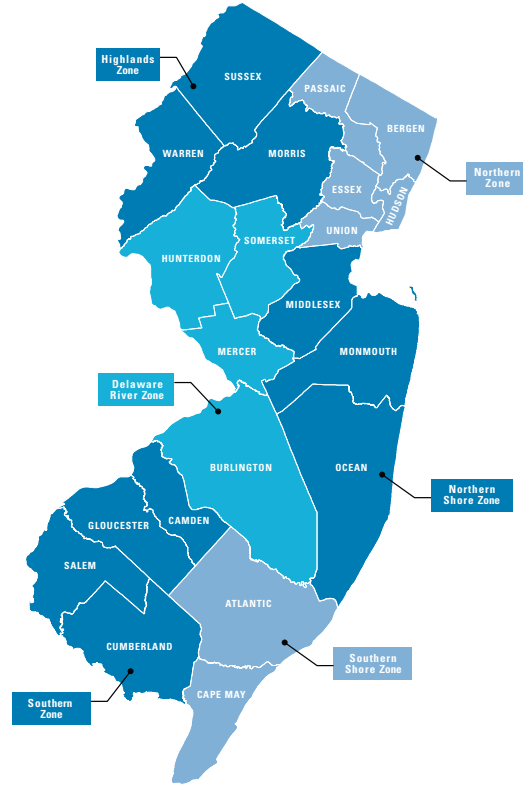 Highlands
Zone
SUSSEX
PASSAIC
BERGEN
WARREN
MORRIS
Northern
Zone
ESSEX
HUDSON
UNION
SOMERSET
HUNTERDON
MIDDLESEX
MERCER
MONMOUTH
Delaware
River Zone
BURLINGTON
OCEAN
Northern
Shore Zone
CAMDEN
GLOUCESTER
SALEM
ATLANTIC
CUMBERLAND
Southern
Shore Zone
CAPE MAY
Southern
Zone